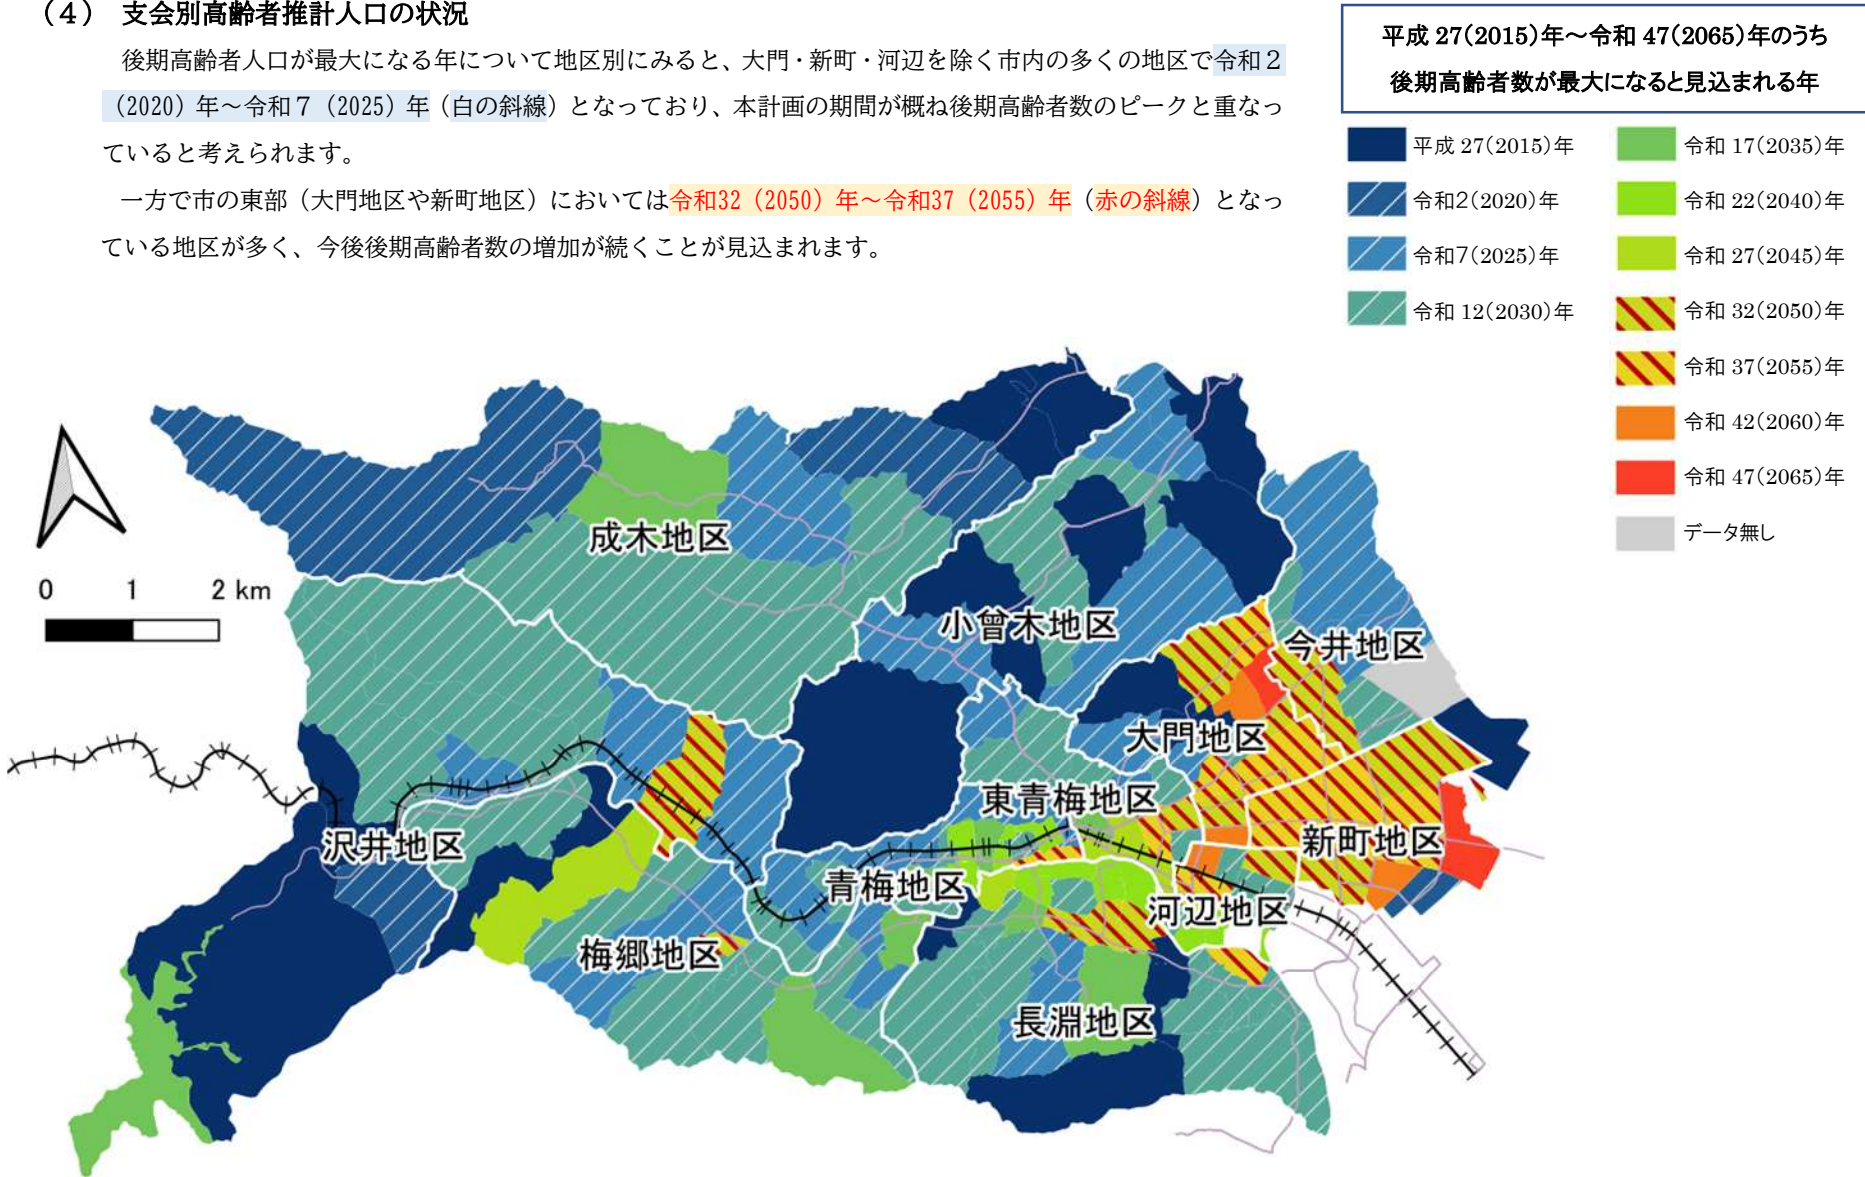 （４） 支会別高齢者推計人口の状況
後期高齢者人口が最大になる年について地区別にみると、大門・新町・河辺を除く市内の多くの地区で令和２
（2020）年～令和７（2025）年（白の斜線）となっており、本計画の期間が概ね後期高齢者数のピークと重なっ
ていると考えられます。
一方で市の東部（大門地区や新町地区）においては令和32（2050）年～令和37（2055）年（赤の斜線）となっ
ている地区が多く、今後後期高齢者数の増加が続くことが見込まれます。
平成 27(2015)年～令和 47(2065)年のうち
後期高齢者数が最大になると見込まれる年
平成 27(2015)年
令和2(2020)年
令和7(2025)年
令和 12(2030)年
令和 17(2035)年
令和 22(2040)年
令和 27(2045)年
令和 32(2050)年
令和 37(2055)年
令和 42(2060)年
令和 47(2065)年
データ無し
0 1 2 km
成木地区
小曾木地区
今井地区
大門地区
東青梅地区
新町地区
沢井地区
青梅地区
河辺地区
梅郷地区
長淵地区